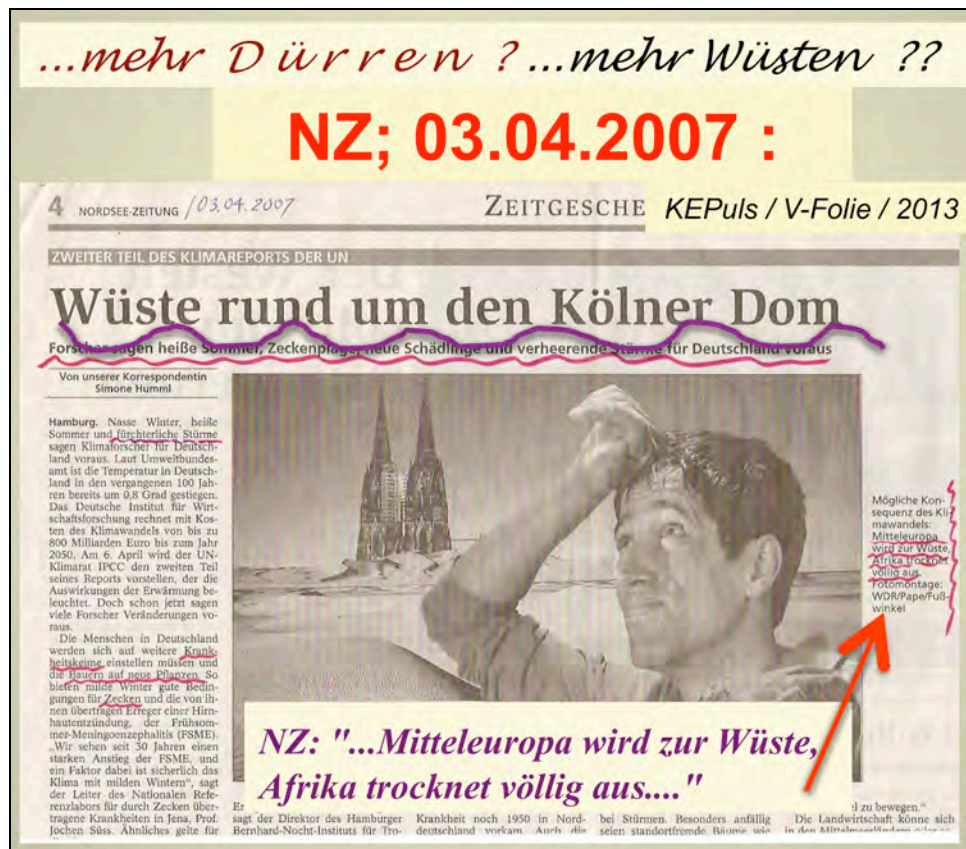 ...mehr Dürren ? ...mehr Wüsten ??
NZ; 03.04.2007 :
4 NORDSEE-ZEITUNG /03.04.2007 ZEITGESCHE KEPuls / V-Folie / 2013
ZWEITER TEIL DES KLIMAREPORTS DER UN
Wüste rund um den Kölner Dom
Forscher sagen heiße Sommer, Zeckenplage, neue Schädlinge und verheerende Stürme für Deutschland voraus
Von unserer Korrespondentin
Simone Humml
Hamburg. Nasse Winter, heiße
Sommer und fürchterliche Stürme
sagen Klimaforscher für Deutsch-
land voraus. Laut Umweltbundes-
amt ist die Temperatur in Deutsch-
land in den vergangenen 100 Jah-
ren bereits um 0,8 Grad gestiegen.
Das Deutsche Institut für Wirt-
schaftsforschung rechnet mit Kos-
ten des Klimawandels von bis zu
800 Milliarden Euro bis zum Jahr
2050. Am 6. April wird der UN-
Klimarat IPCC den zweiten Teil
seines Reports vorstellen, der die
Auswirkungen der Erwärmung be-
leuchtet. Doch schon jetzt sagen
viele Forscher Veränderungen vo-
raus.
Die Menschen in Deutschland
werden sich auf weitere Krank-
heitskeime einstellen müssen und
die Bauern auf neue Pflanzen. So
bieten milde Winter gute Bedin-
gungen für Zecken und die von ih-
nen übertragen Erreger einer Hirn-
hautentzündung, der Frühsom-
mer-Meningoenzephalitis (FSME).
„Wir sehen seit 30 Jahren einen
starken Anstieg der FSME, und
ein Faktor dabei ist sicherlich das
Klima mit milden Wintern“, sagt
der Leiter des Nationalen Refe-
renzlabors für durch Zecken über-
tragene Krankheiten in Jena, Prof.
Jochen Süss. Ähnliches gelte für
Mögliche Kon-
sequenz des Kli-
mawandels:
Mitteleuropa
wird zur Wüste,
Afrika trocknet
völlig aus.
Fotomontage:
WDR/Pape/Fuß-
winkel
NZ: "...Mitteleuropa wird zur Wüste,
Afrika trocknet völlig aus...."
Er
sagt der Direktor des Hamburger
Bernhard-Nocht-Instituts für Tro-
Krankheit noch 1950 in Nord-
deutschland vorkam. Auch die
bei Stürmen. Besonders anfällig
seien standortfremde Bäume wie
el zu bewegen.“
Die Landwirtschaft könne sich
in den Mittelmeerländern